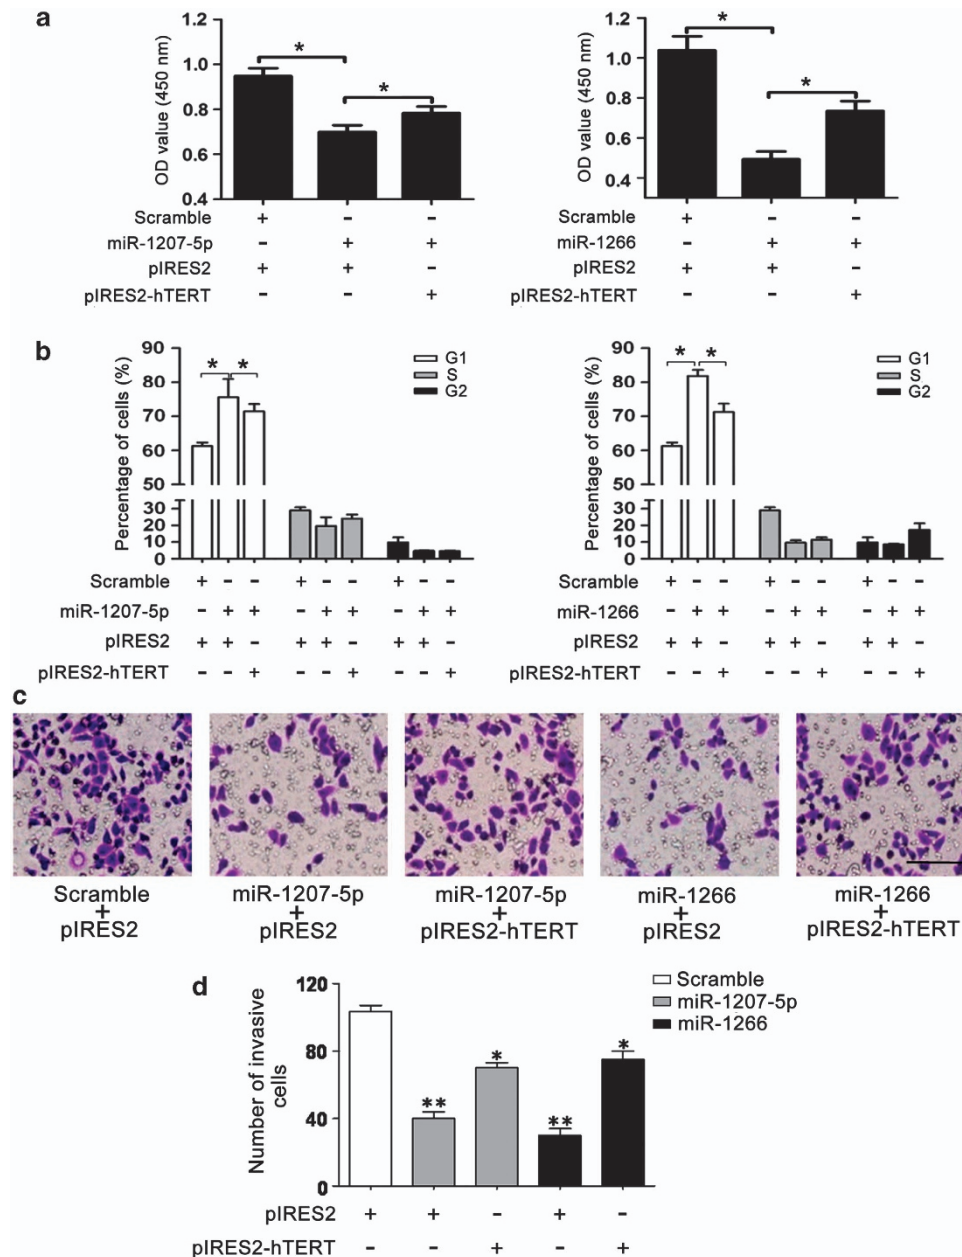 a
1.2
1.0
0.8
0.6
0.4
OD value (450 nm)
*
*
Scramble + - -
miR-1207-5p - + +
pIRES2 + + -
pIRES2-hTERT - - +
1.2
1.0
0.8
0.6
0.4
OD value (450 nm)
*
*
Scramble + - -
miR-1266 - + +
pIRES2 + + -
pIRES2-hTERT - - +
b
90
80
70
60
50
30
20
10
0
Percentage of cells (%)
* *
G1
S
G2
Scramble + - - + - - + - -
miR-1207-5p - + + - + + - + +
pIRES2 + + - + + - + + -
pIRES2-hTERT - - + - - + - - +
90
80
70
60
50
30
20
10
0
Percentage of cells (%)
* *
G1
S
G2
Scramble + - - + - - + - -
miR-1266 - + + - + + - + +
pIRES2 + + - + + - + + -
pIRES2-hTERT - - + - - + - - +
c
Scramble
+
pIRES2
miR-1207-5p
+
pIRES2
miR-1207-5p
+
pIRES2-hTERT
miR-1266
+
pIRES2
miR-1266
+
pIRES2-hTERT
d
120
80
40
0
Number of invasive
cells
Scramble
miR-1207-5p
miR-1266
**
*
**
*
pIRES2 + + - + -
pIRES2-hTERT - - + - +